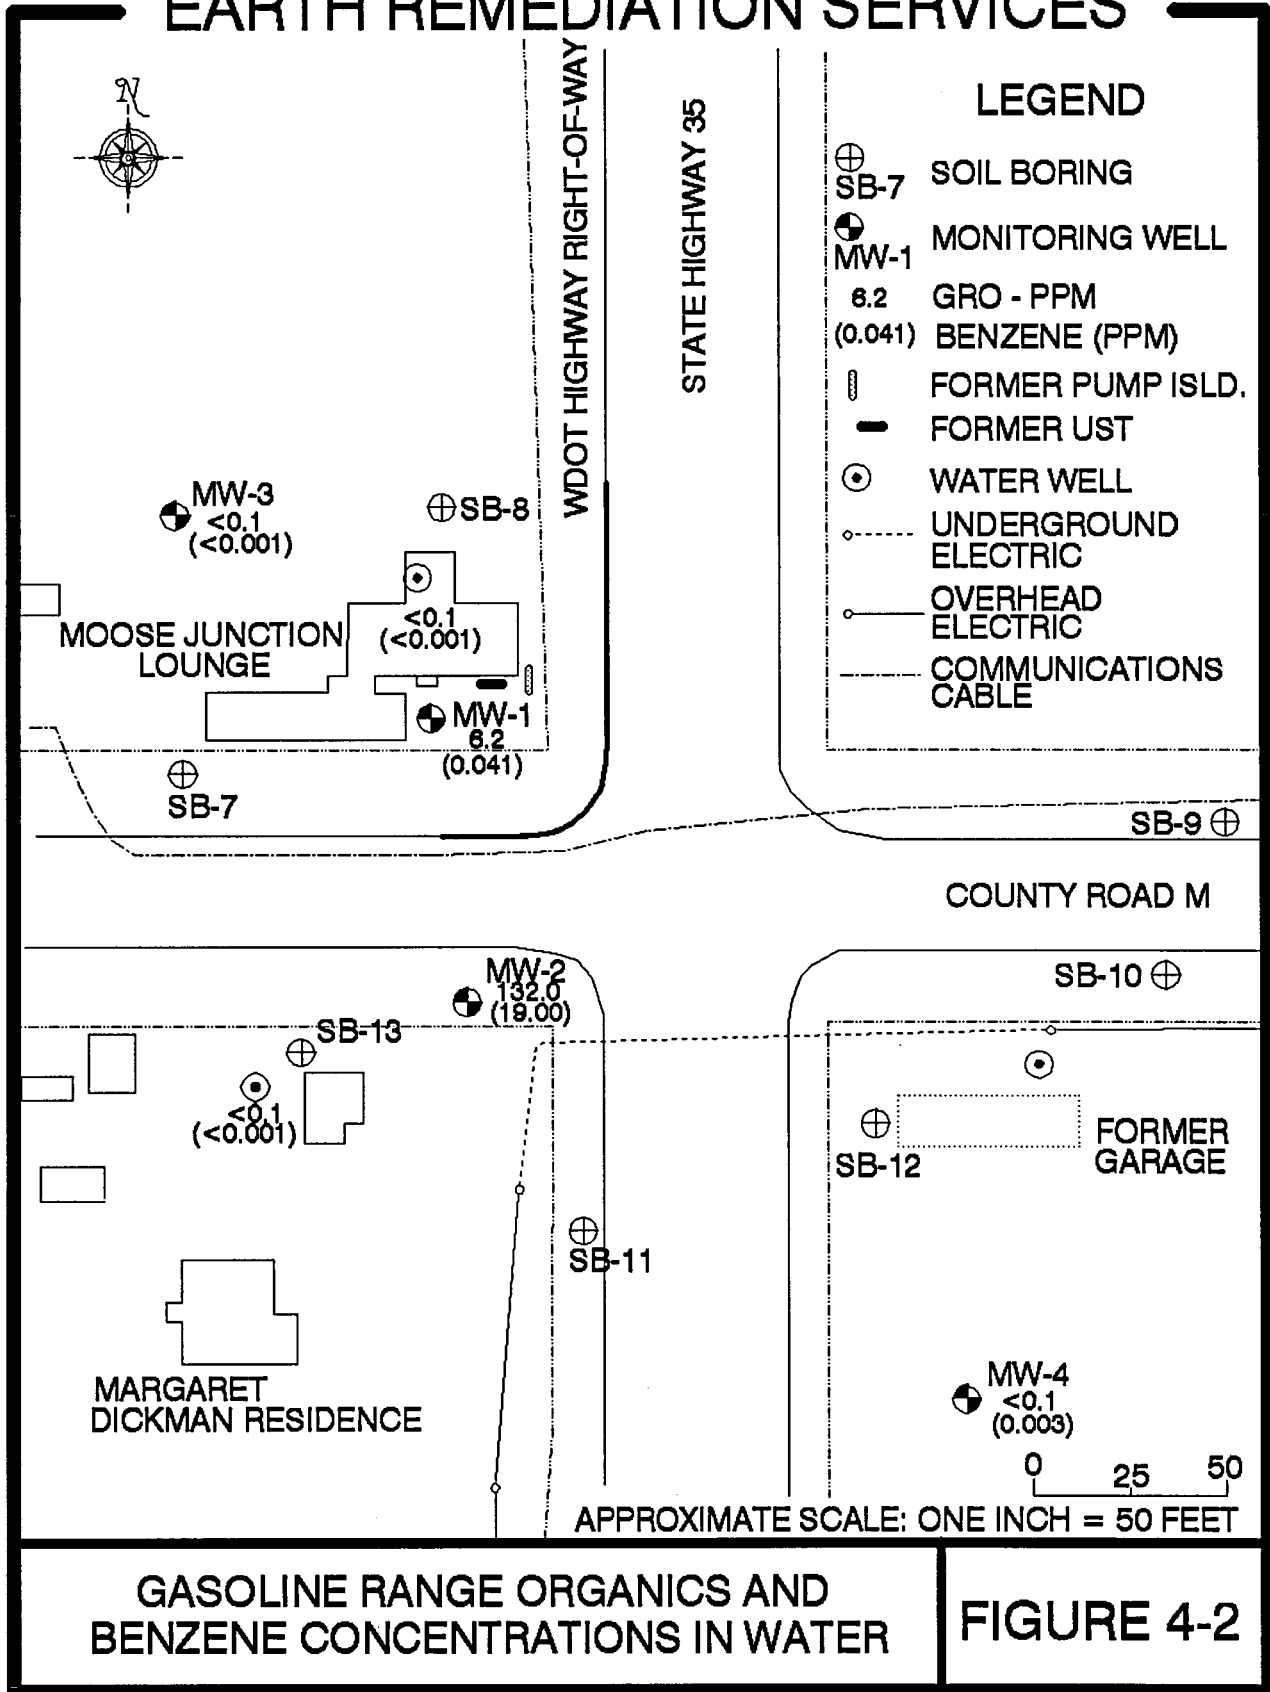 EARTH REMEDIATION SERVICES
N
WDOT HIGHWAY RIGHT-OF-WAY
STATE HIGHWAY 35
LEGEND
SB-7 SOIL BORING
MW-1 MONITORING WELL
6.2 GRO - PPM
(0.041) BENZENE (PPM)
FORMER PUMP ISLD.
FORMER UST
WATER WELL
UNDERGROUND
ELECTRIC
OVERHEAD
ELECTRIC
COMMUNICATIONS
CABLE
MW-3
<0.1
(<0.001)
SB-8
<0.1
(<0.001)
MOOSE JUNCTION
LOUNGE
MW-1
6.2
(0.041)
SB-7
SB-9
COUNTY ROAD M
MW-2
132.0
(19.00)
SB-10
SB-13
<0.1
(<0.001)
SB-12
FORMER
GARAGE
SB-11
MARGARET
DICKMAN RESIDENCE
MW-4
<0.1
(0.003)
0 25 50
APPROXIMATE SCALE: ONE INCH = 50 FEET
GASOLINE RANGE ORGANICS AND
BENZENE CONCENTRATIONS IN WATER
FIGURE 4-2